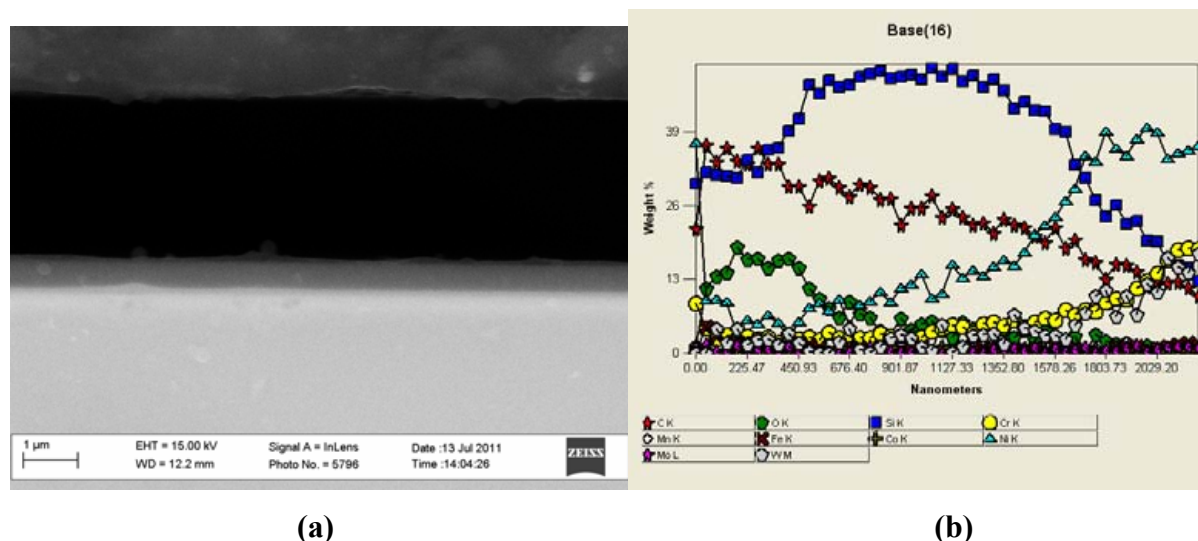 1 µm
EHT = 15.00 kV
WD = 12.2 mm
Signal A = InLens
Photo No. = 5796
Date :13 Jul 2011
Time :14:04:26
ZEISS
(a)
Base(16)
Weight %
39
26
13
0
0.00 225.47 450.93 676.40 901.87 1127.33 1352.80 1578.26 1803.73 2029.20
Nanometers
C K O K Si K Cr K
Mn K Fe K Co K Ni K
Mo L W M
(b)